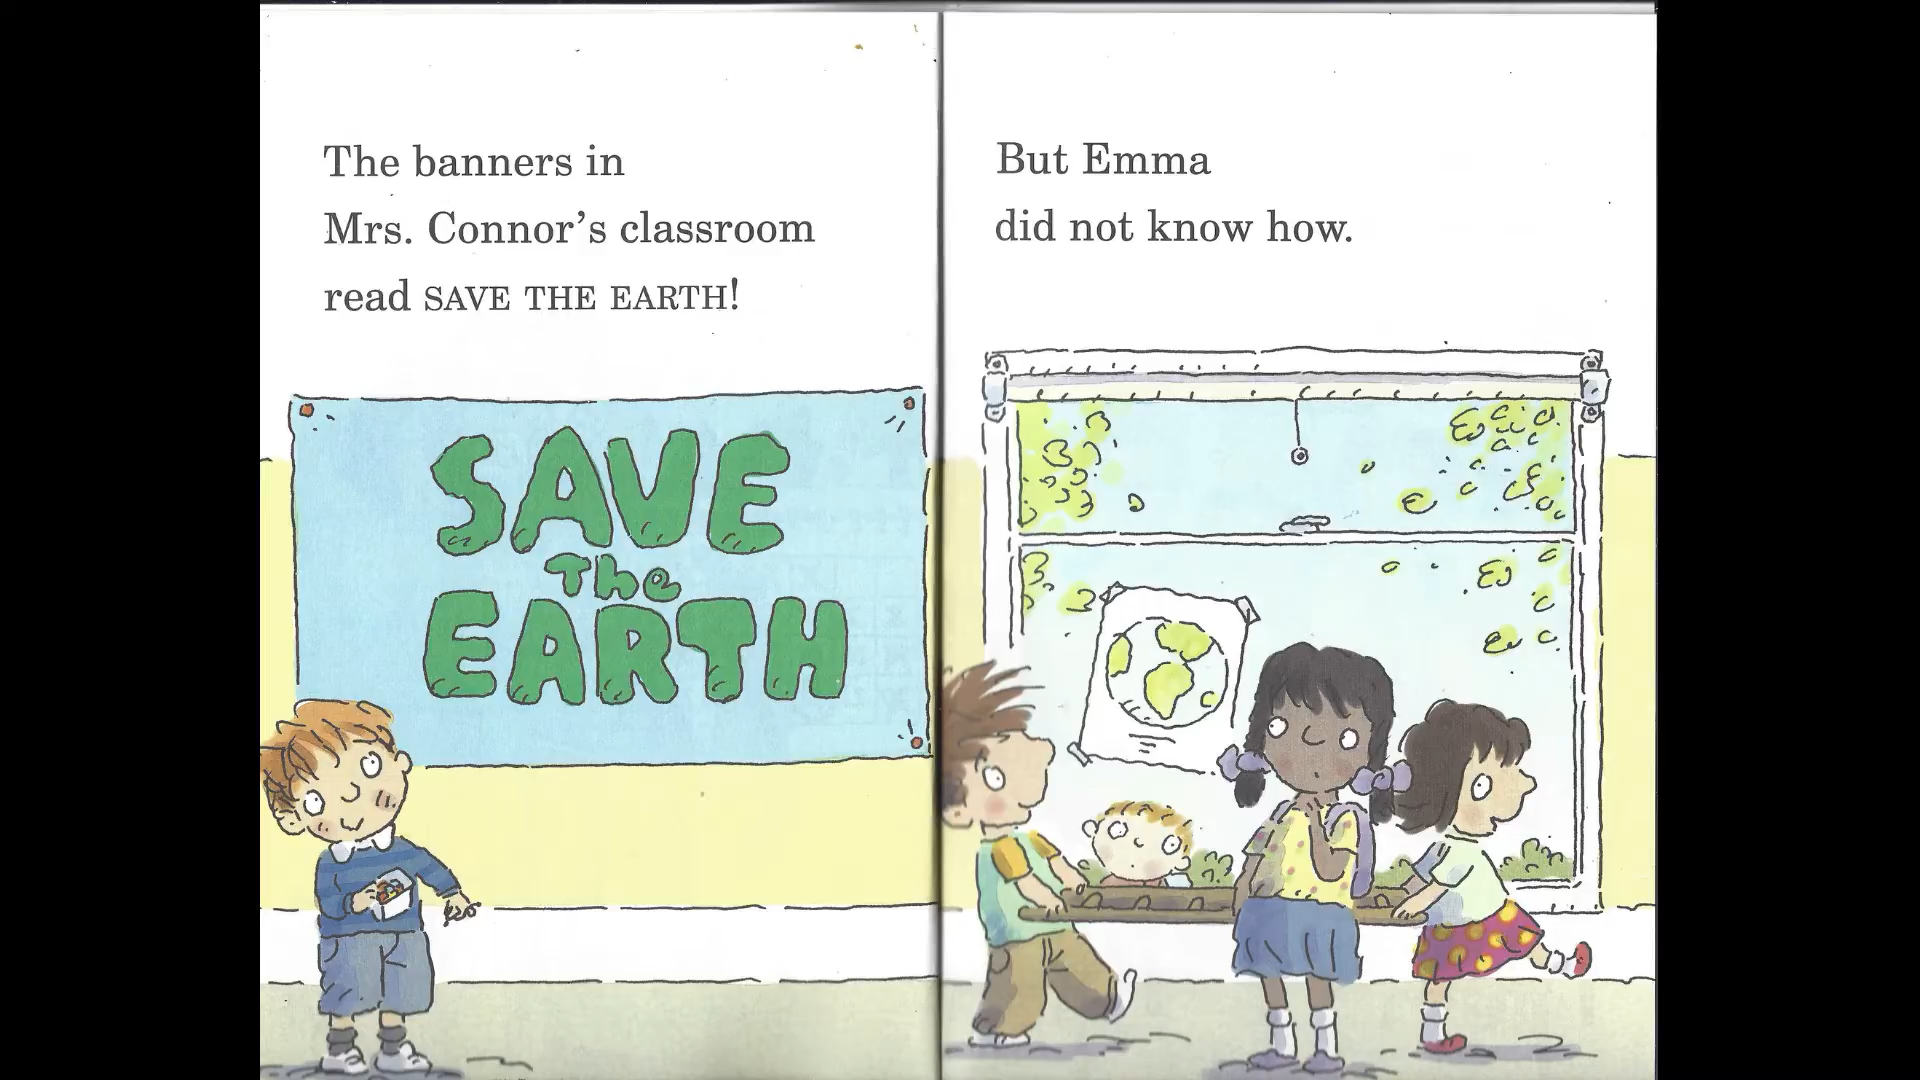 The banners in
Mrs. Connor's classroom
read SAVE THE EARTH!
SAVE
The
EARTH
But Emma
did not know how.